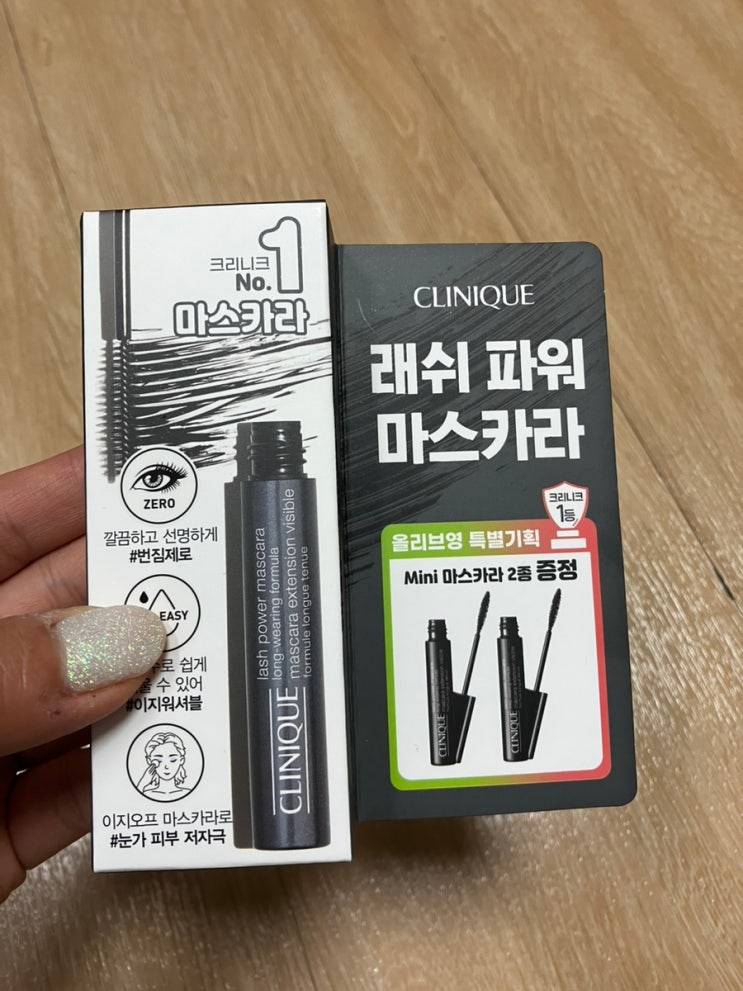 크리니크
No.1
마스카라
ZERO
깔끔하고 선명하게
#번짐제로
EASY
쉽게
수 있어
#이지워셔블
이지오프 마스카라로
#눈가 피부 저자극
lash power mascara
long-wearing formula
mascara extension visible
formule longue tenue
CLINIQUE
CLINIQUE
래쉬 파워
마스카라
크리니크
1등
올리브영 특별기획
Mini 마스카라 2종 증정
CLINIQUE
CLINIQUE